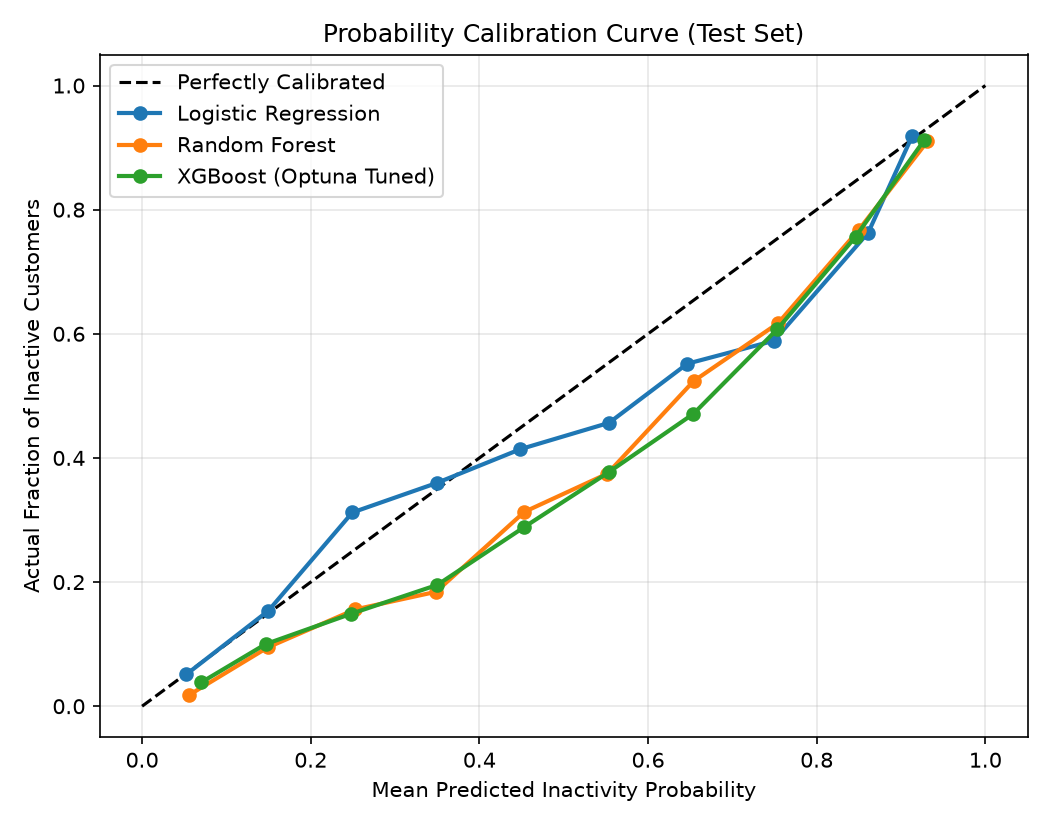 Probability Calibration Curve (Test Set)
Perfectly Calibrated
Logistic Regression
Random Forest
XGBoost (Optuna Tuned)
Actual Fraction of Inactive Customers
1.0
0.8
0.6
0.4
0.2
0.0
0.0 0.2 0.4 0.6 0.8 1.0
Mean Predicted Inactivity Probability